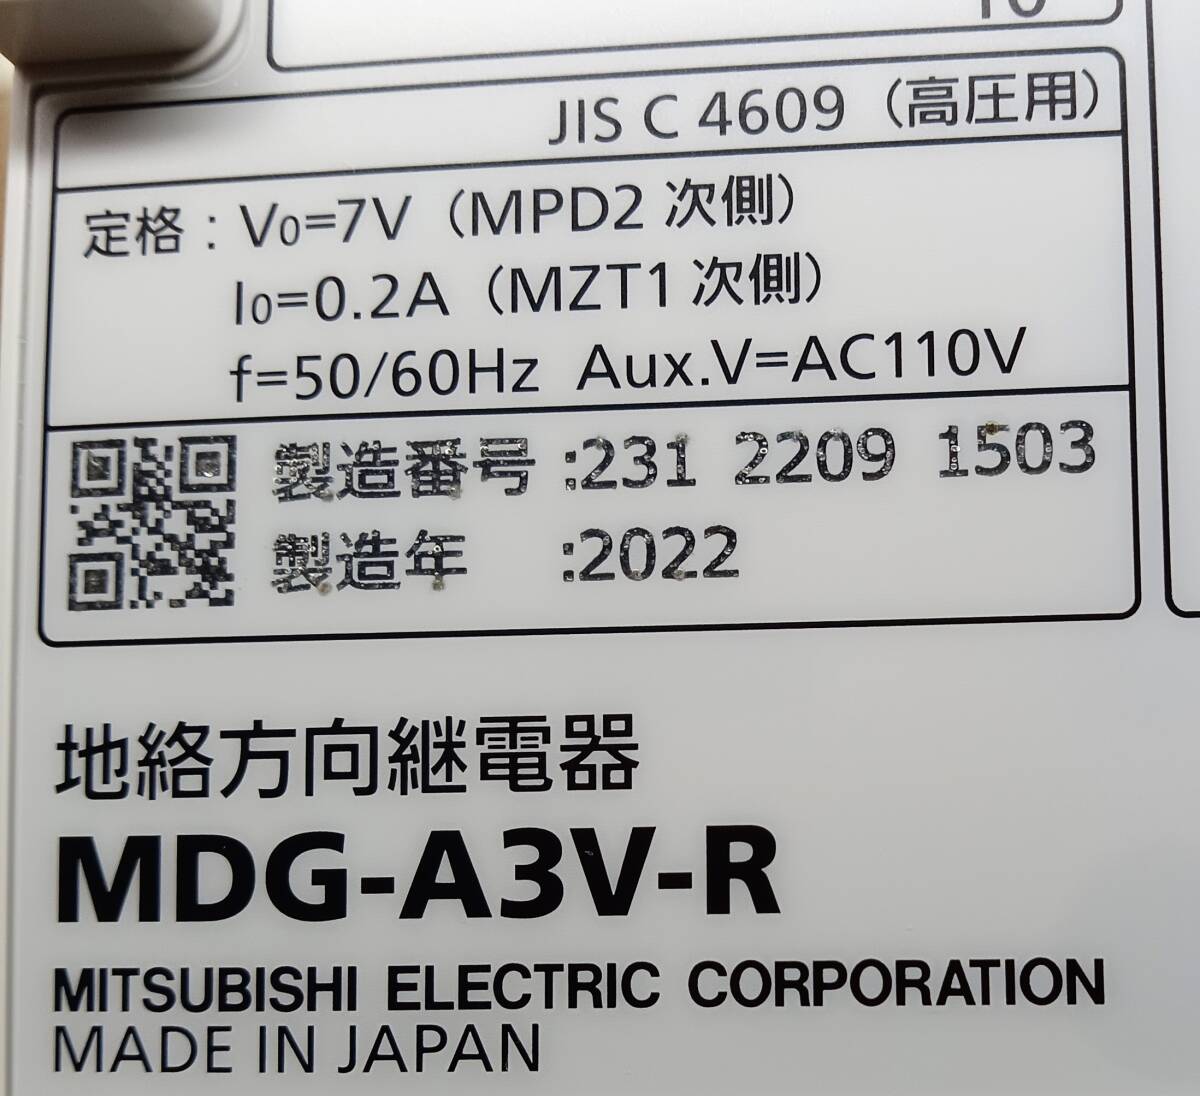 10
JIS C 4609（高圧用）
定格：V0=7V（MPD2 次側）
I0=0.2A（MZT1 次側）
f=50/60Hz Aux.V=AC110V
製造番号 :231 2209 1503
製造年 :2022
地絡方向継電器
MDG-A3V-R
MITSUBISHI ELECTRIC CORPORATION
MADE IN JAPAN